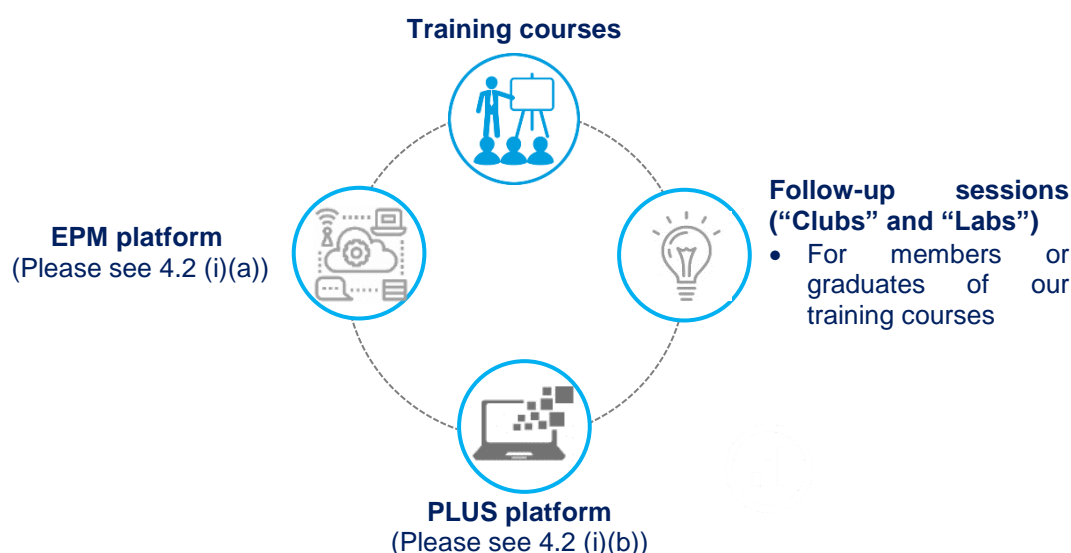 Training courses
EPM platform
(Please see 4.2 (i)(a))
Follow-up sessions
(“Clubs” and “Labs”)
• For members or
graduates of our
training courses
PLUS platform
(Please see 4.2 (i)(b))